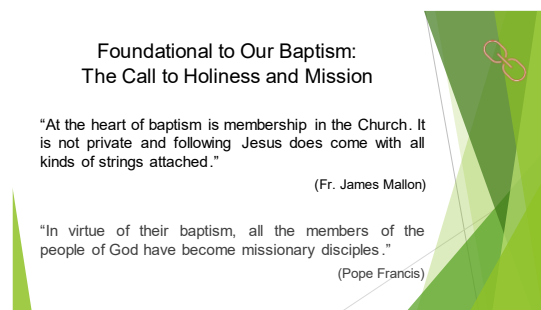 Foundational to Our Baptism:
The Call to Holiness and Mission
“At the heart of baptism is membership in the Church. It
is not private and following Jesus does come with all
kinds of strings attached.”
(Fr. James Mallon)
“In virtue of their baptism, all the members of the
people of God have become missionary disciples.”
(Pope Francis)